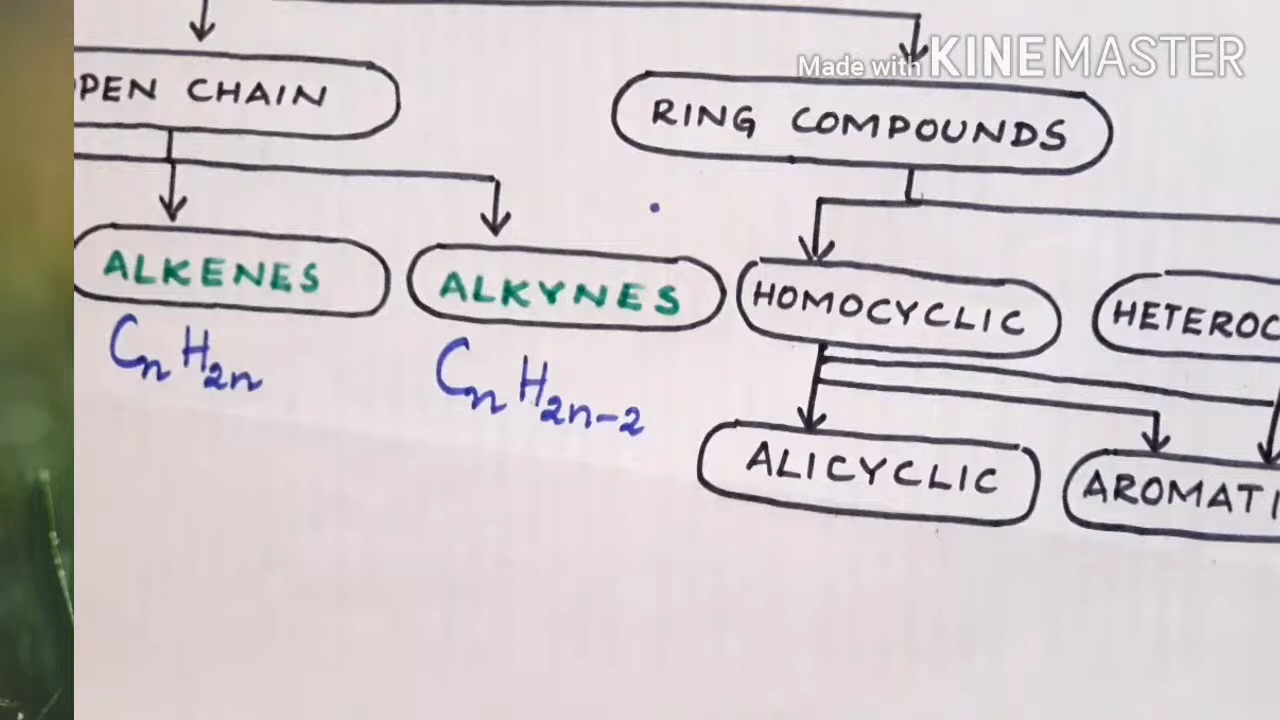 Made with KINEMASTER
PEN CHAIN
RING COMPOUNDS
ALKENES
ALKYNES
HOMOCYCLIC
HETEROC
CnH2n
CnH2n-2
ALICYCLIC
AROMATI